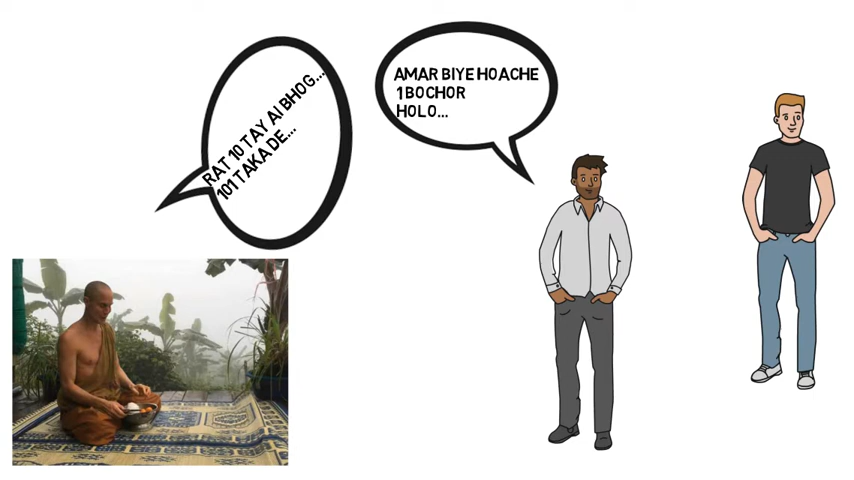 RAT 10 TAY AI BHOG...
101 TAKA DE...
AMAR BIYE HOACHE
1 BOCHOR
HOLO...